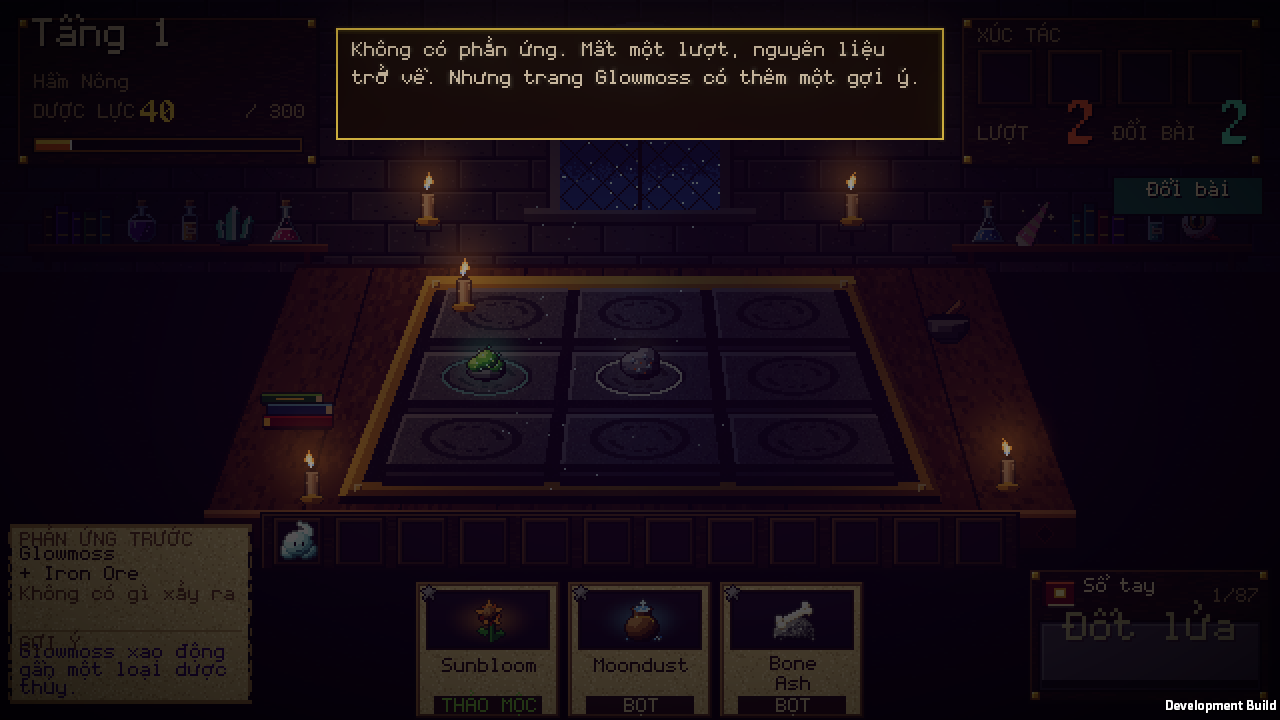 Tầng 1
Hầm Nông
DƯỢC LỰC 40 / 300
Không có phản ứng. Mất một lượt, nguyên liệu
trở về. Nhưng trang Glowmoss có thêm một gợi ý.
XÚC TÁC
LƯỢT 2 ĐỔI BÀI 2
Đổi bài
PHẢN ỨNG TRƯỚC
Glowmoss
+ Iron Ore
Không có gì xảy ra
GỢI Ý
Glowmoss xao động
gần một loại dược
thủy.
Sunbloom
THẢO MỘC
Moondust
BỘT
Bone
Ash
BỘT
Sổ tay
1/87
Đốt lửa
Development Build